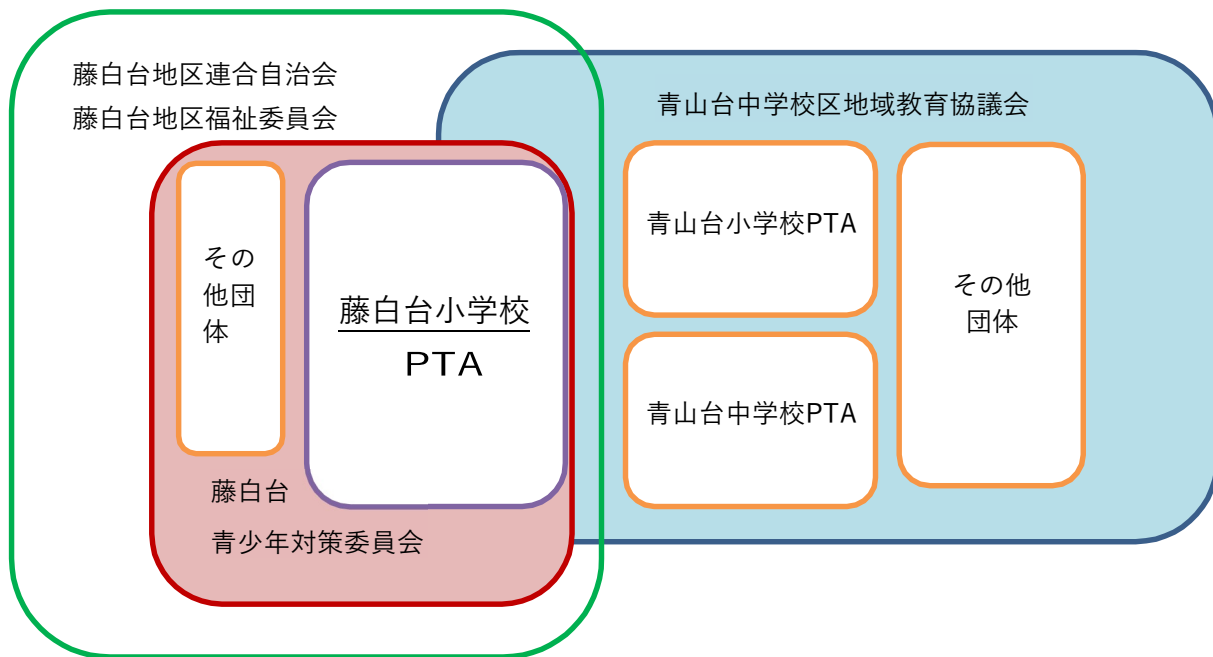 藤白台地区連合自治会
藤白台地区福祉委員会
青山台中学校区地域教育協議会
その
他団
体
藤白台小学校
PTA
青山台小学校PTA
青山台中学校PTA
その他
団体
藤白台
青少年対策委員会